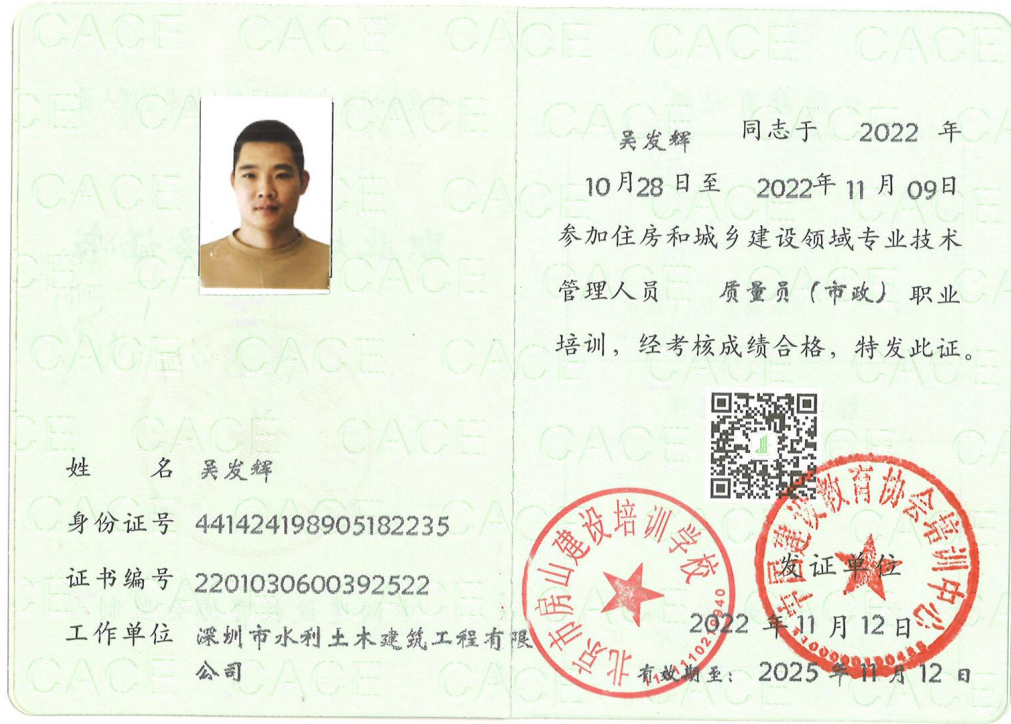 姓 名 吴发辉
身份证号 441424198905182235
证书编号 2201030600392522
工作单位 深圳市水利土木建筑工程有限
公司
吴发辉 同志于 2022 年
10月28日至 2022年11月09日
参加住房和城乡建设领域专业技术
管理人员 质量员（市政）职业
培训，经考核成绩合格，特发此证。
北京市房山建设培训学校
中国建设教育协会培训中心
发证单位
2022 年 11 月 12 日
有效期至： 2025 年 11 月 12 日
CACE